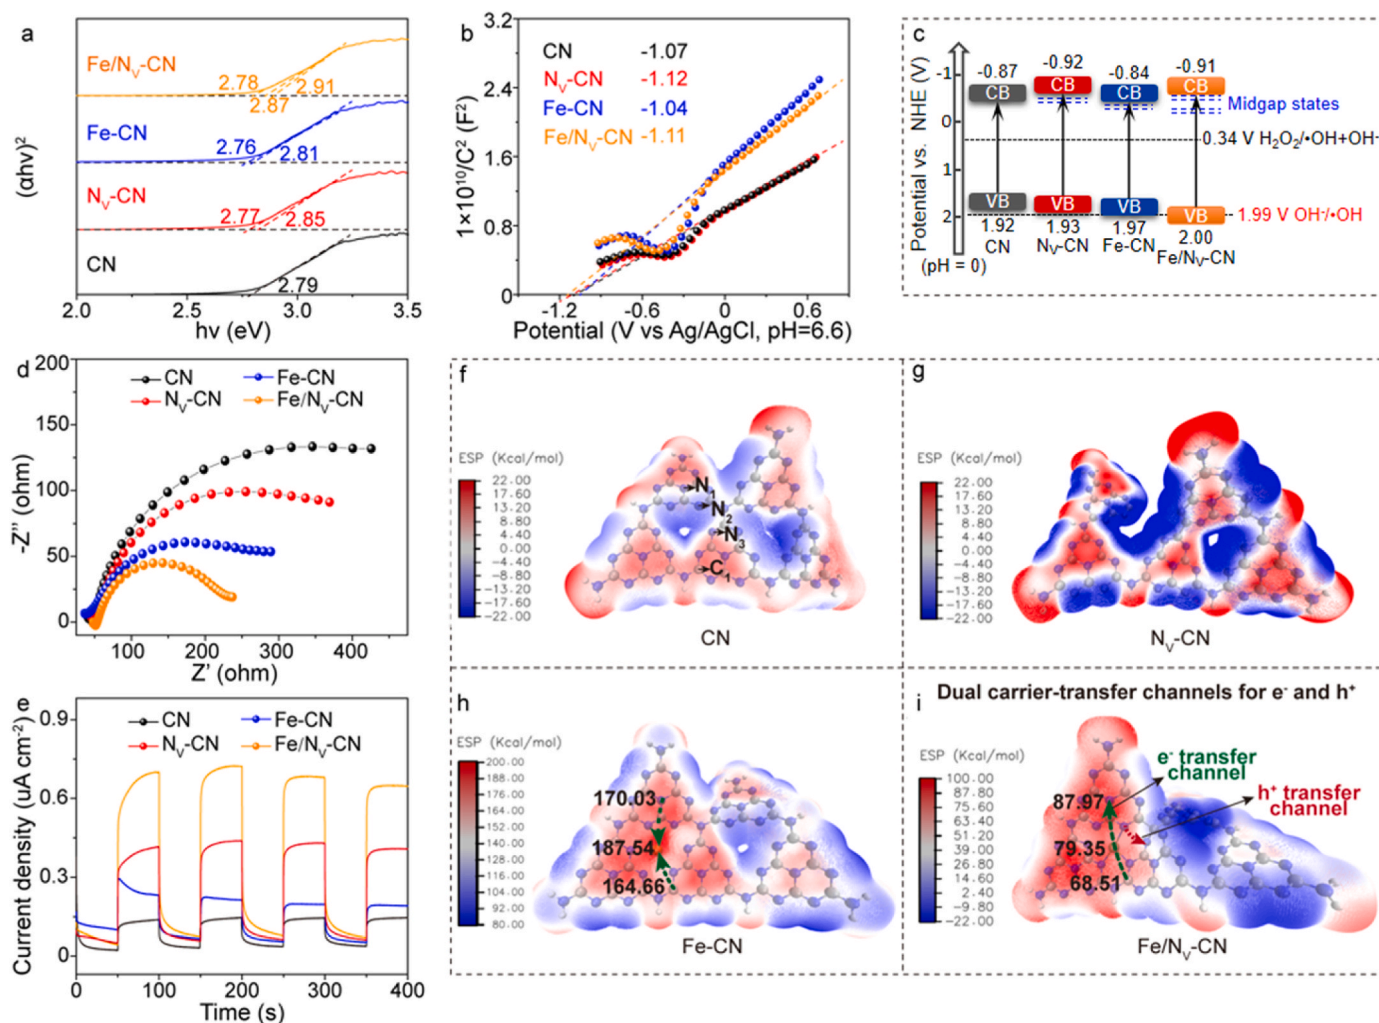 a
Fe/Nᵥ-CN
2.78
2.91
2.87
Fe-CN
2.76
2.81
Nᵥ-CN
2.77
2.85
CN
2.79
(αhv)²
2.0
2.5
3.0
3.5
hv (eV)
b
CN -1.07
Nᵥ-CN -1.12
Fe-CN -1.04
Fe/Nᵥ-CN -1.11
1×10¹⁰/C² (F²)
3.2
2.4
1.6
0.8
0
-1.2
-0.6
0
0.6
Potential (V vs Ag/AgCl, pH=6.6)
c
Potential vs. NHE (V)
-1
0
1
2
(pH = 0)
-0.87
-0.92
-0.84
-0.91
CB
CB
CB
CB
Midgap states
0.34 V H₂O₂/•OH+OH⁻
VB
VB
VB
VB
1.99 V OH⁻/•OH
1.92
1.93
1.97
2.00
CN
Nᵥ-CN
Fe-CN
Fe/Nᵥ-CN
d
CN
Fe-CN
Nᵥ-CN
Fe/Nᵥ-CN
-Z'' (ohm)
200
150
100
50
0
100
200
300
400
Z' (ohm)
e
CN
Fe-CN
Nᵥ-CN
Fe/Nᵥ-CN
Current density (uA cm⁻²)
0.9
0.6
0.3
0
0
100
200
300
400
Time (s)
f
ESP (Kcal/mol)
22.00
17.60
13.20
8.80
4.40
0.00
-4.40
-8.80
-13.20
-17.60
-22.00
N₁
N₂
N₃
C₁
CN
g
ESP (Kcal/mol)
22.00
17.60
13.20
8.80
4.40
0.00
-4.40
-8.80
-13.20
-17.60
-22.00
Nᵥ-CN
h
ESP (Kcal/mol)
200.00
188.00
176.00
164.00
152.00
140.00
128.00
116.00
104.00
92.00
80.00
170.03
187.54
164.66
Fe-CN
Dual carrier-transfer channels for e⁻ and h⁺
i
ESP (Kcal/mol)
100.00
87.80
75.60
63.40
51.20
39.00
26.80
14.60
2.40
-9.80
-22.00
e⁻ transfer
channel
h⁺ transfer
channel
87.97
79.35
68.51
Fe/Nᵥ-CN